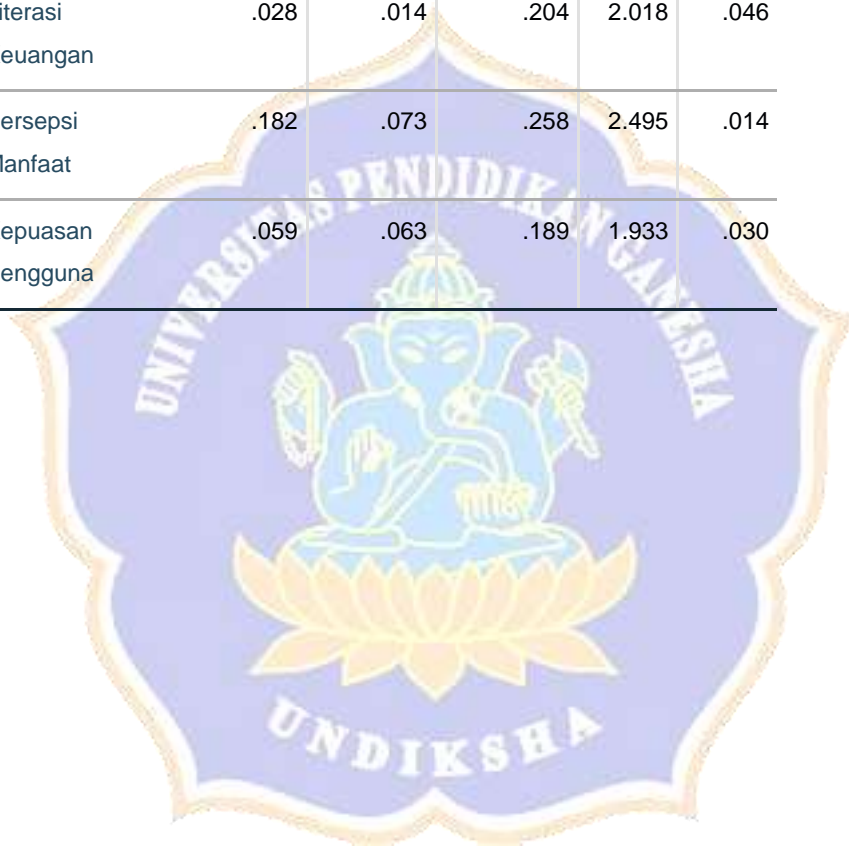 iterasi .028 .014 .204 2.018 .046
euangan
ersepsi .182 .073 .258 2.495 .014
Manfaat
epuasan .059 .063 .189 1.933 .030
engguna
UNIVERSITAS PENDIDIKAN GANESHA
UNDIKSHA